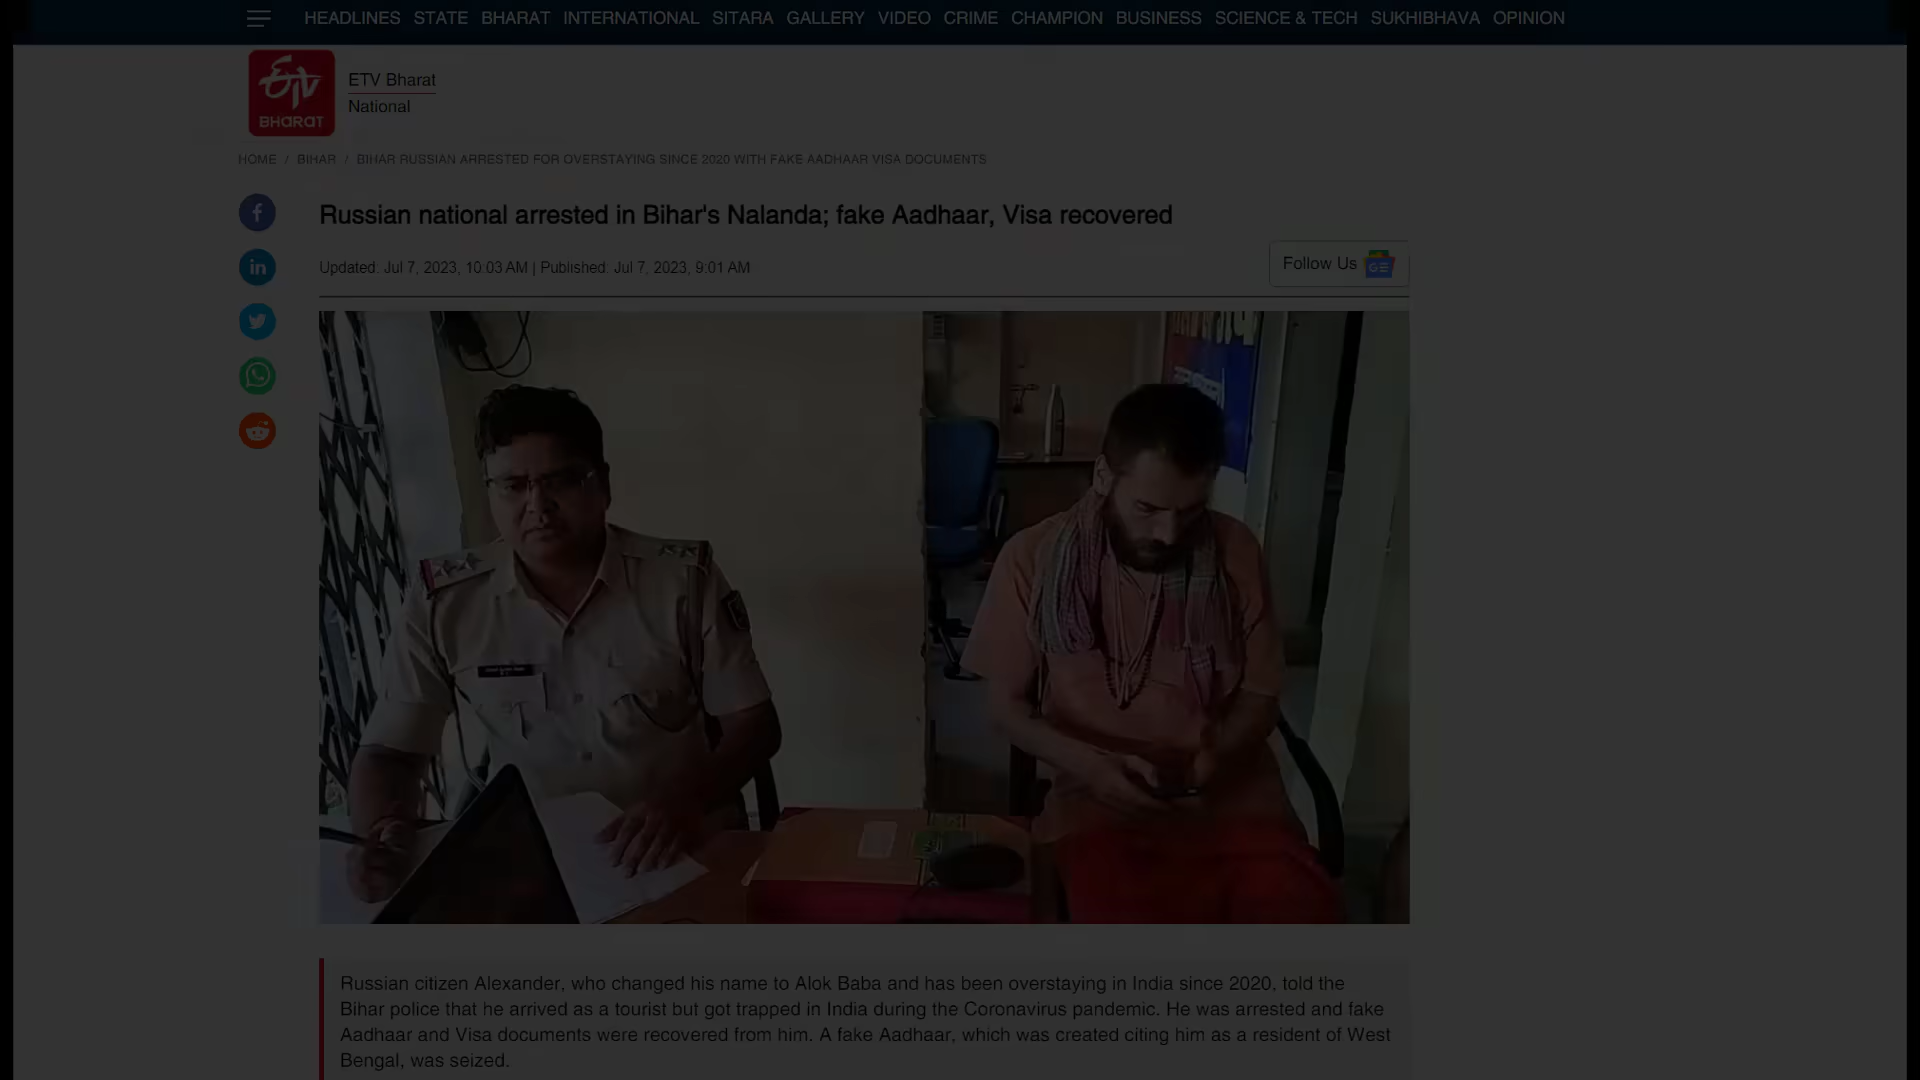 HEADLINES STATE BHARAT INTERNATIONAL SITARA GALLERY VIDEO CRIME CHAMPION BUSINESS SCIENCE & TECH SUKHIBHAVA OPINION
ETV
BHARAT
ETV Bharat
National
HOME / BIHAR / BIHAR RUSSIAN ARRESTED FOR OVERSTAYING SINCE 2020 WITH FAKE AADHAAR VISA DOCUMENTS
Russian national arrested in Bihar's Nalanda; fake Aadhaar, Visa recovered
Updated: Jul 7, 2023, 10:03 AM | Published: Jul 7, 2023, 9:01 AM
Follow Us
Russian citizen Alexander, who changed his name to Alok Baba and has been overstaying in India since 2020, told the
Bihar police that he arrived as a tourist but got trapped in India during the Coronavirus pandemic. He was arrested and fake
Aadhaar and Visa documents were recovered from him. A fake Aadhaar, which was created citing him as a resident of West
Bengal, was seized.